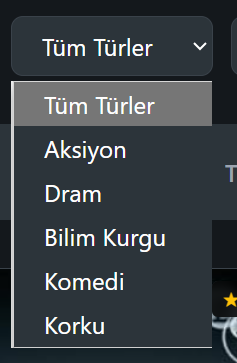 Tüm Türler
Tüm Türler
Aksiyon
Dram
T
Bilim Kurgu
Komedi
Korku